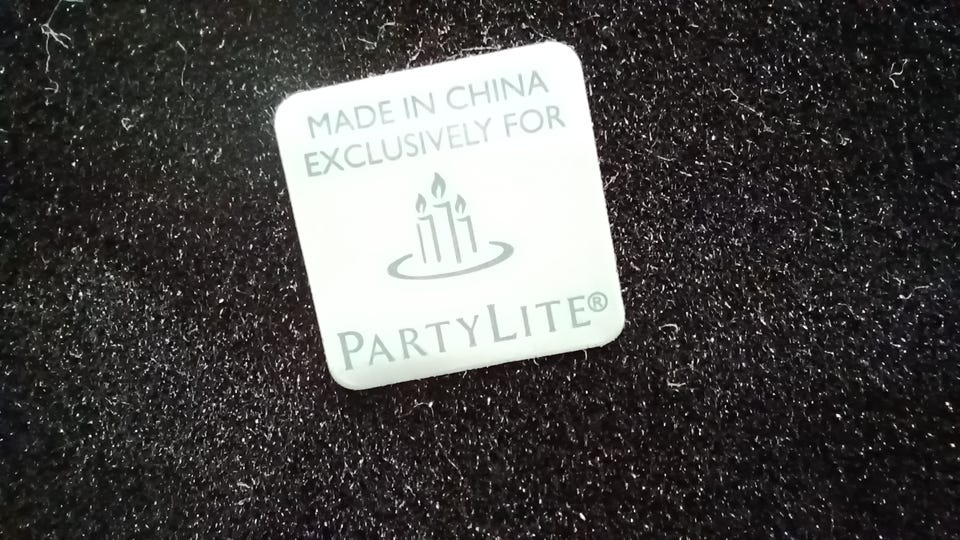 MADE IN CHINA
EXCLUSIVELY FOR
PARTYLITE®